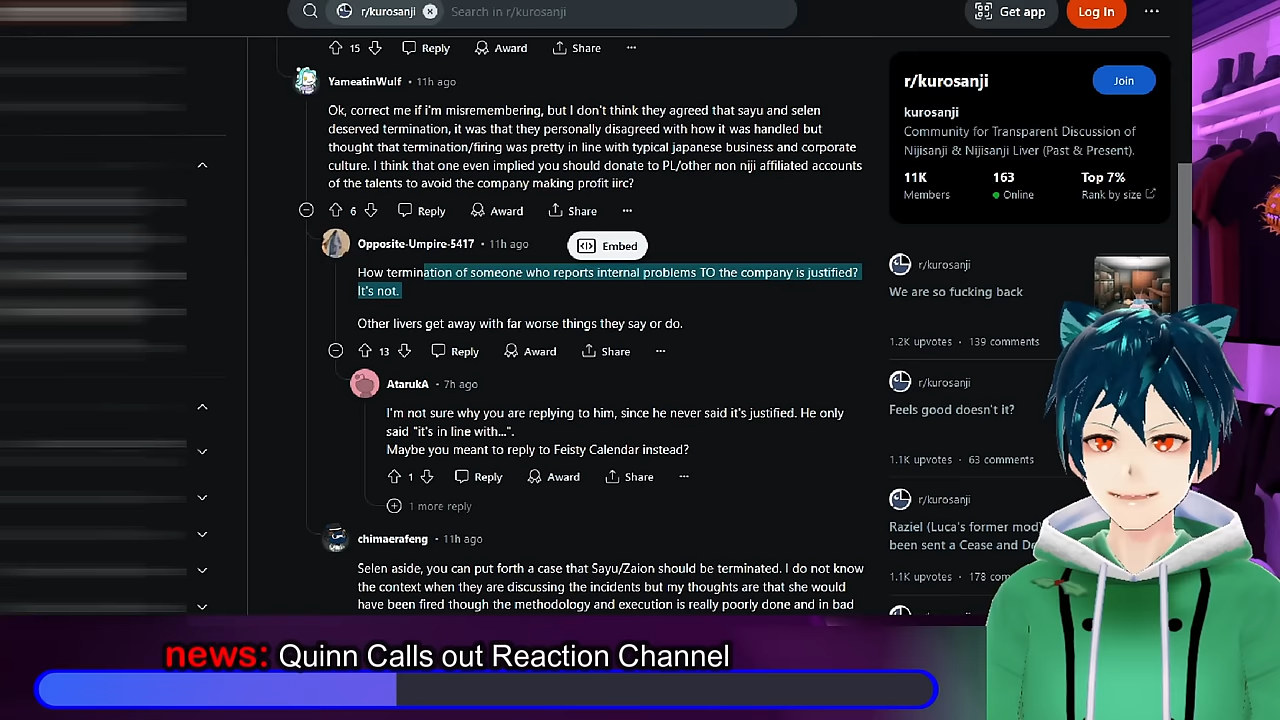 r/kurosanji
Search in r/kurosanji
Get app
Log In
15
Reply
Award
Share
YameatinWulf • 11h ago
Ok, correct me if i'm misremembering, but I don't think they agreed that sayu and selen
deserved termination, it was that they personally disagreed with how it was handled but
thought that termination/firing was pretty in line with typical japanese business and corporate
culture. I think that one even implied you should donate to PL/other non niji affiliated accounts
of the talents to avoid the company making profit iirc?
6
Reply
Award
Share
Opposite-Umpire-5417 • 11h ago
Embed
How termination of someone who reports internal problems TO the company is justified?
It's not.
Other livers get away with far worse things they say or do.
13
Reply
Award
Share
AtarukA • 7h ago
I'm not sure why you are replying to him, since he never said it's justified. He only
said "it's in line with...".
Maybe you meant to reply to Feisty Calendar instead?
1
Reply
Award
Share
1 more reply
chimaerafeng • 11h ago
Selen aside, you can put forth a case that Sayu/Zaion should be terminated. I do not know
the context when they are discussing the incidents but my thoughts are that she would
have been fired though the methodology and execution is really poorly done and in bad
r/kurosanji
Join
kurosanji
Community for Transparent Discussion of
Nijisanji & Nijisanji Liver (Past & Present).
11K
163
Top 7%
Members
Online
Rank by size
r/kurosanji
We are so fucking back
1.2K upvotes • 139 comments
r/kurosanji
Feels good doesn't it?
1.1K upvotes • 63 comments
r/kurosanji
Raziel (Luca's former mod)
been sent a Cease and De
1.1K upvotes • 178 com
news: Quinn Calls out Reaction Channel